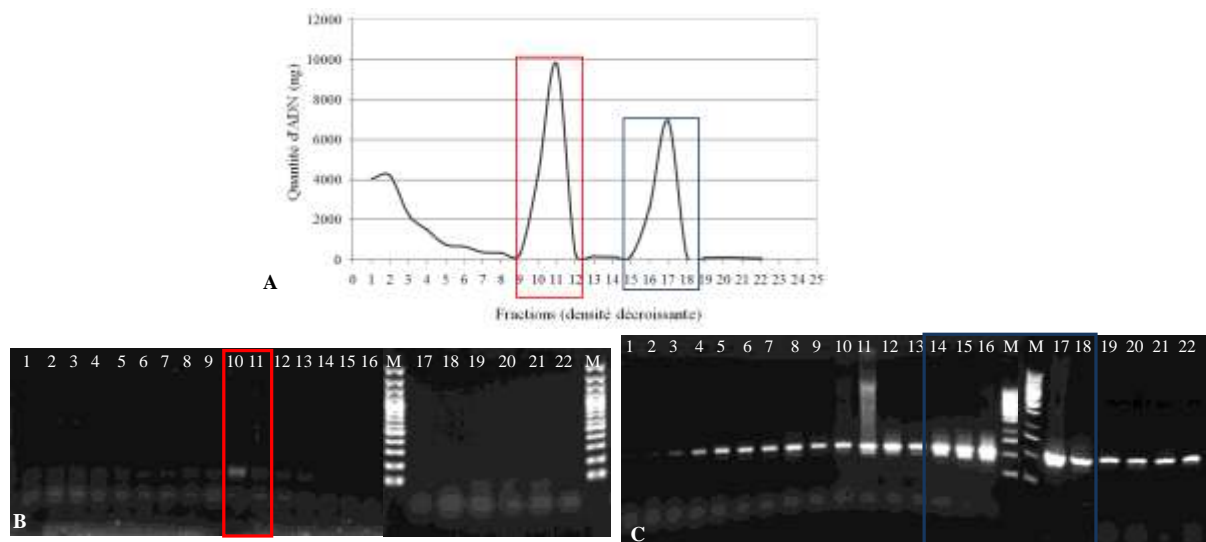 12000
10000
8000
6000
4000
2000
0
Quantité d'ADN (ng)
0 1 2 3 4 5 6 7 8 9 10 11 12 13 14 15 16 17 18 19 20 21 22 23 24 25
A
Fractions (densité décroissante)
1 2 3 4 5 6 7 8 9 10 11 12 13 14 15 16 M 17 18 19 20 21 22 M
B
1 2 3 4 5 6 7 8 9 10 11 12 13 14 15 16 M M 17 18 19 20 21 22
C